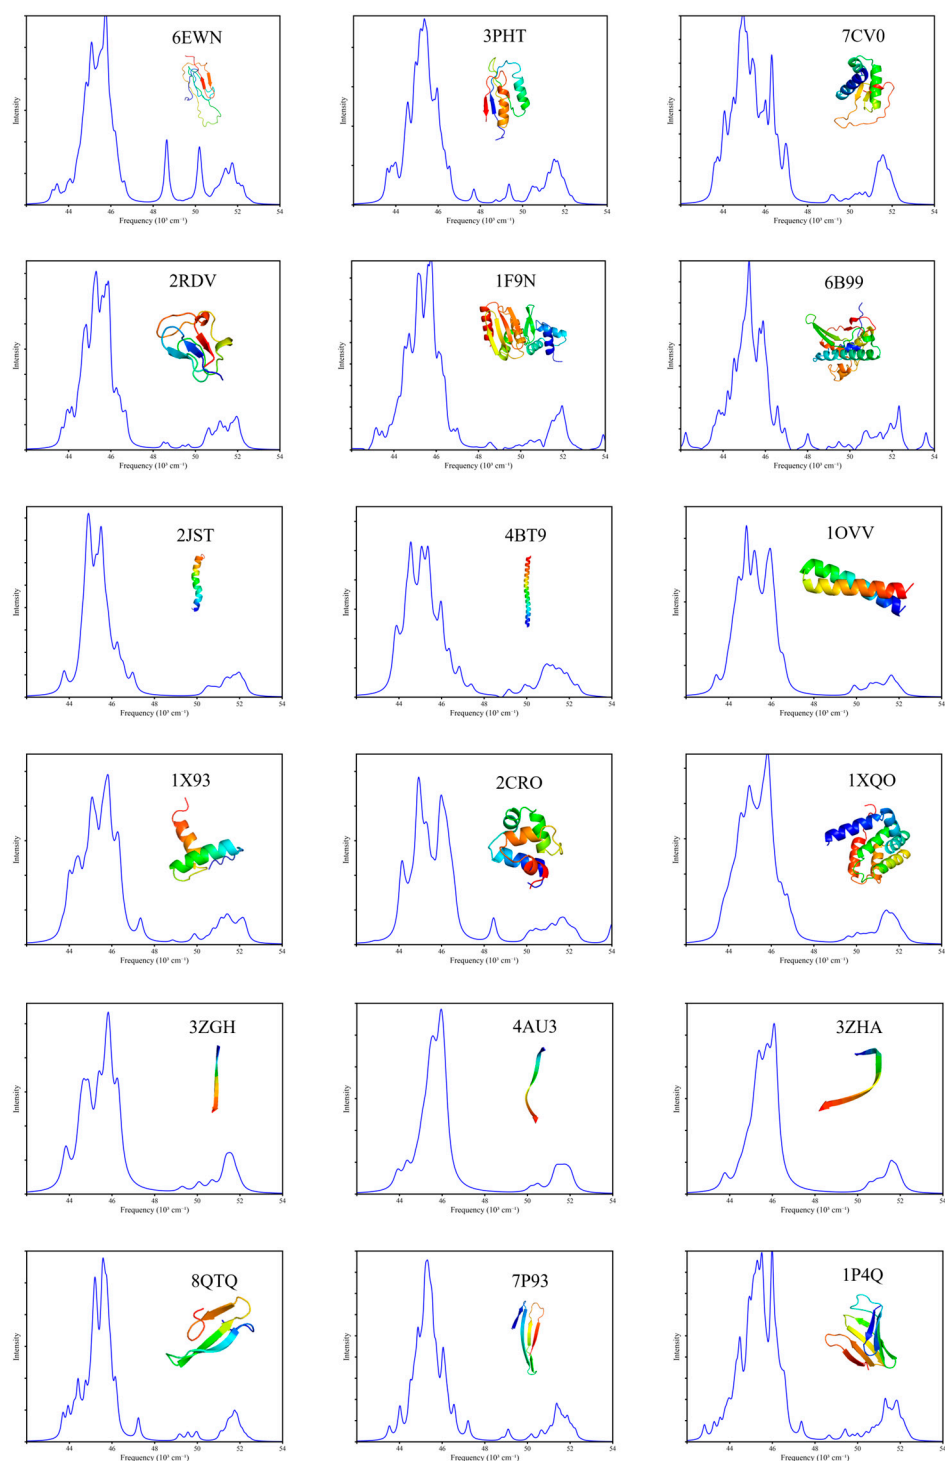 6EWN
Intensity
44 46 48 50 52 54
Frequency (10³ cm⁻¹)
3PHT
Intensity
44 46 48 50 52 54
Frequency (10³ cm⁻¹)
7CV0
Intensity
44 46 48 50 52 54
Frequency (10³ cm⁻¹)
2RDV
Intensity
44 46 48 50 52 54
Frequency (10³ cm⁻¹)
1F9N
Intensity
44 46 48 50 52 54
Frequency (10³ cm⁻¹)
6B99
Intensity
44 46 48 50 52 54
Frequency (10³ cm⁻¹)
2JST
Intensity
44 46 48 50 52 54
Frequency (10³ cm⁻¹)
4BT9
Intensity
44 46 48 50 52 54
Frequency (10³ cm⁻¹)
1OVV
Intensity
44 46 48 50 52 54
Frequency (10³ cm⁻¹)
1X93
Intensity
44 46 48 50 52 54
Frequency (10³ cm⁻¹)
2CRO
Intensity
44 46 48 50 52 54
Frequency (10³ cm⁻¹)
1XQO
Intensity
44 46 48 50 52 54
Frequency (10³ cm⁻¹)
3ZGH
Intensity
44 46 48 50 52 54
Frequency (10³ cm⁻¹)
4AU3
Intensity
44 46 48 50 52 54
Frequency (10³ cm⁻¹)
3ZHA
Intensity
44 46 48 50 52 54
Frequency (10³ cm⁻¹)
8QTQ
Intensity
44 46 48 50 52 54
Frequency (10³ cm⁻¹)
7P93
Intensity
44 46 48 50 52 54
Frequency (10³ cm⁻¹)
1P4Q
Intensity
44 46 48 50 52 54
Frequency (10³ cm⁻¹)